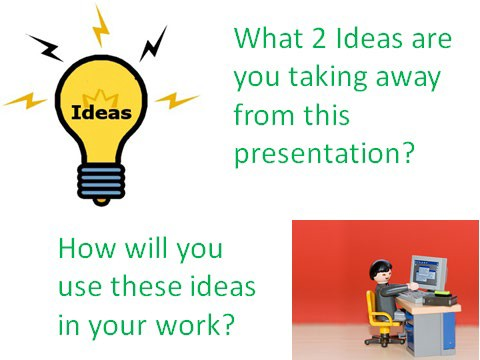 Ideas
What 2 Ideas are
you taking away
from this
presentation?
How will you
use these ideas
in your work?